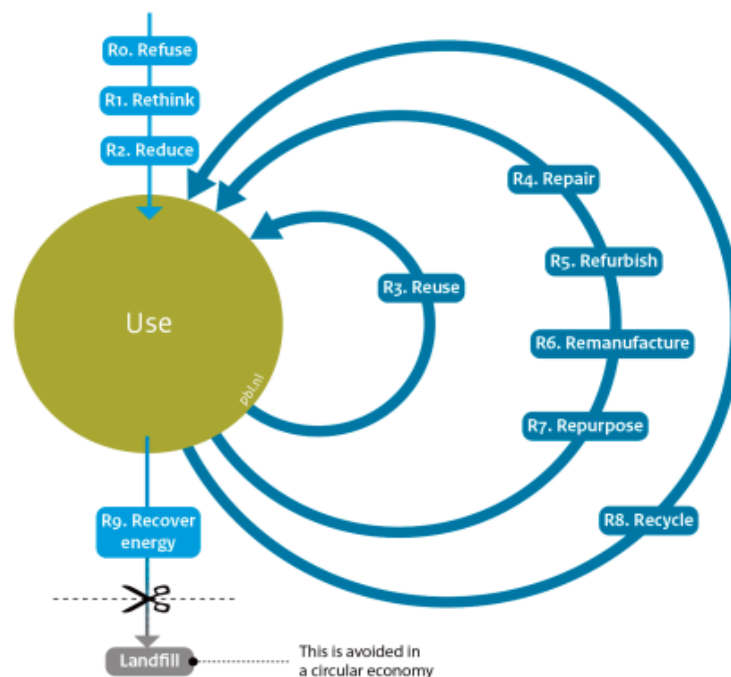 R0. Refuse
R1. Rethink
R2. Reduce
R4. Repair
R5. Refurbish
R3. Reuse
Use
R6. Remanufacture
pbl.nl
R7. Repurpose
R9. Recover
energy
R8. Recycle
Landfill
This is avoided in
a circular economy